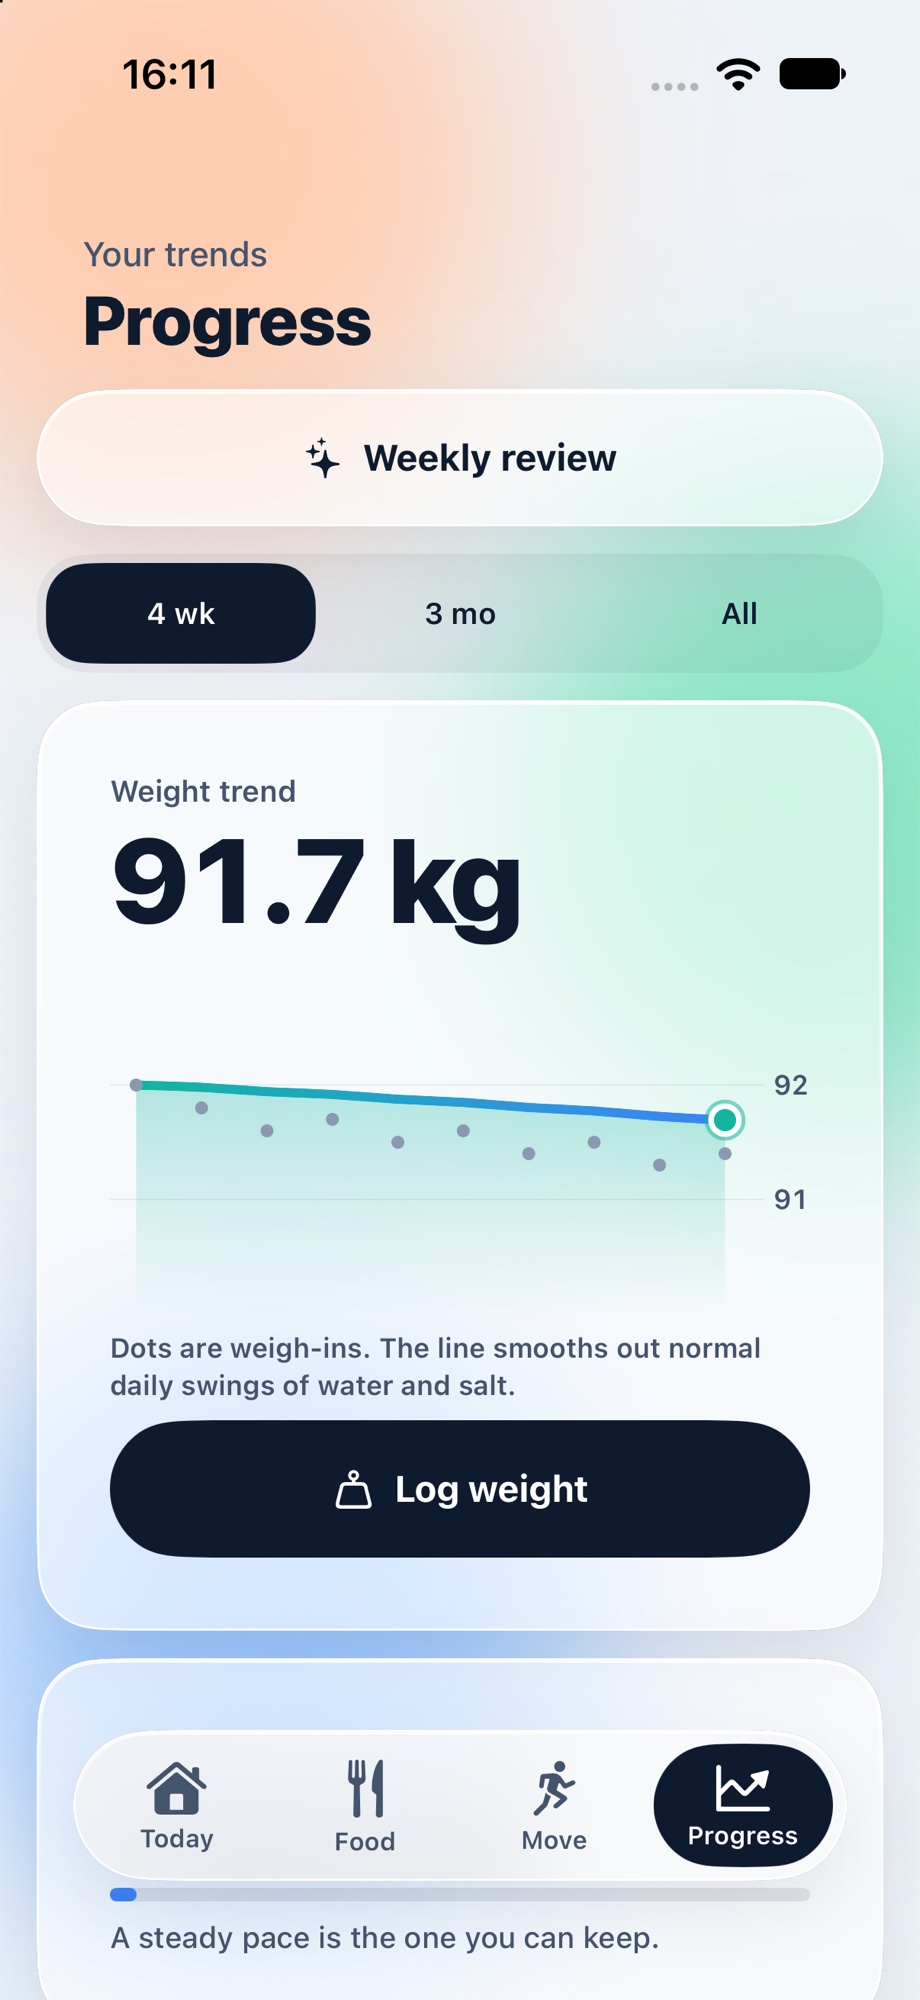 16:11
Your trends
Progress
Weekly review
4 wk
3 mo
All
Weight trend
91.7 kg
92
91
Dots are weigh-ins. The line smooths out normal
daily swings of water and salt.
Log weight
Today
Food
Move
Progress
A steady pace is the one you can keep.